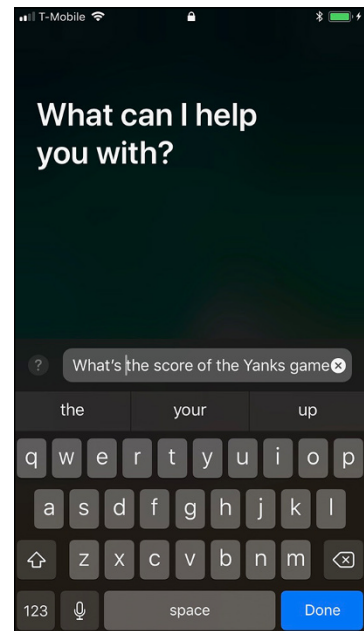 T-Mobile
What can I help
you with?
? What's the score of the Yanks game
the your up
q w e r t y u i o p
a s d f g h j k l
z x c v b n m
123 space Done